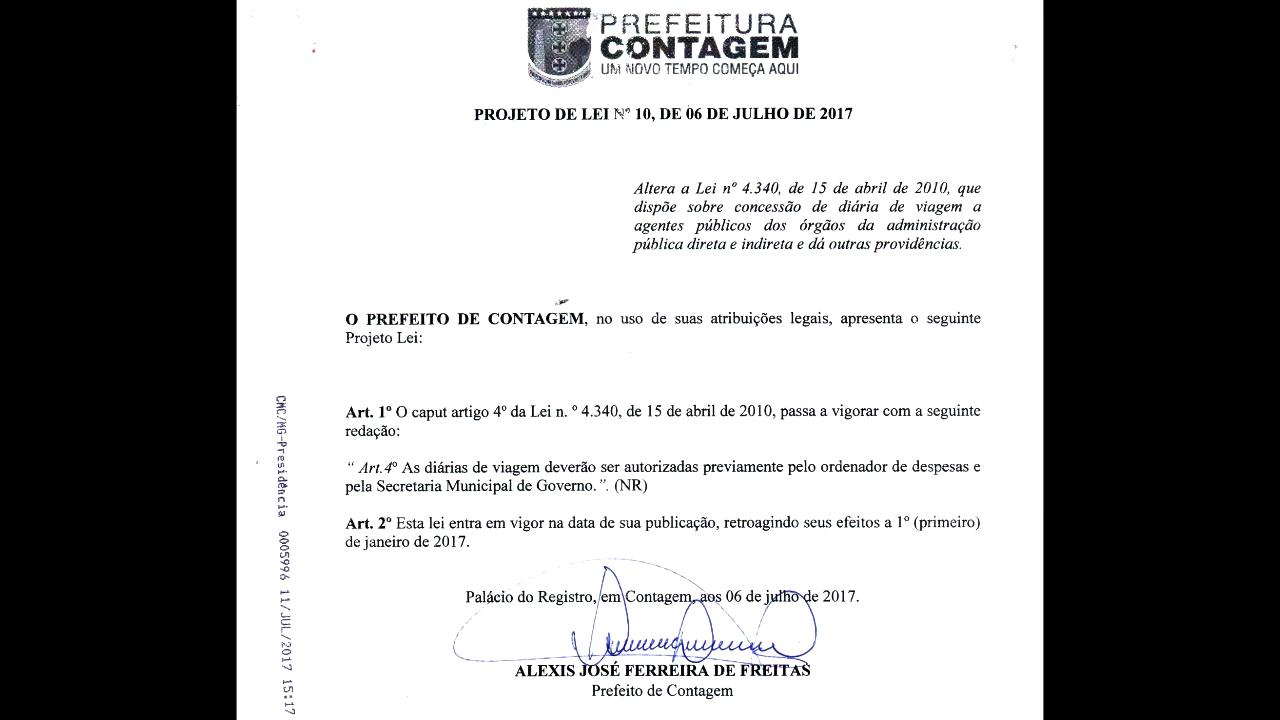 PREFEITURA
CONTAGEM
UM NOVO TEMPO COMEÇA AQUI
PROJETO DE LEI Nº 10, DE 06 DE JULHO DE 2017
Altera a Lei nº 4.340, de 15 de abril de 2010, que
dispõe sobre concessão de diária de viagem a
agentes públicos dos órgãos da administração
pública direta e indireta e dá outras providências.
O PREFEITO DE CONTAGEM, no uso de suas atribuições legais, apresenta o seguinte
Projeto Lei:
Art. 1º O caput artigo 4º da Lei n. º 4.340, de 15 de abril de 2010, passa a vigorar com a seguinte
redação:
“ Art.4º As diárias de viagem deverão ser autorizadas previamente pelo ordenador de despesas e
pela Secretaria Municipal de Governo.”. (NR)
Art. 2º Esta lei entra em vigor na data de sua publicação, retroagindo seus efeitos a 1º (primeiro)
de janeiro de 2017.
Palácio do Registro, em Contagem, aos 06 de julho de 2017.
ALEXIS JOSÉ FERREIRA DE FREITAS
Prefeito de Contagem
CMC/MG-Presidência 0005996 11/JUL/2017 15:17